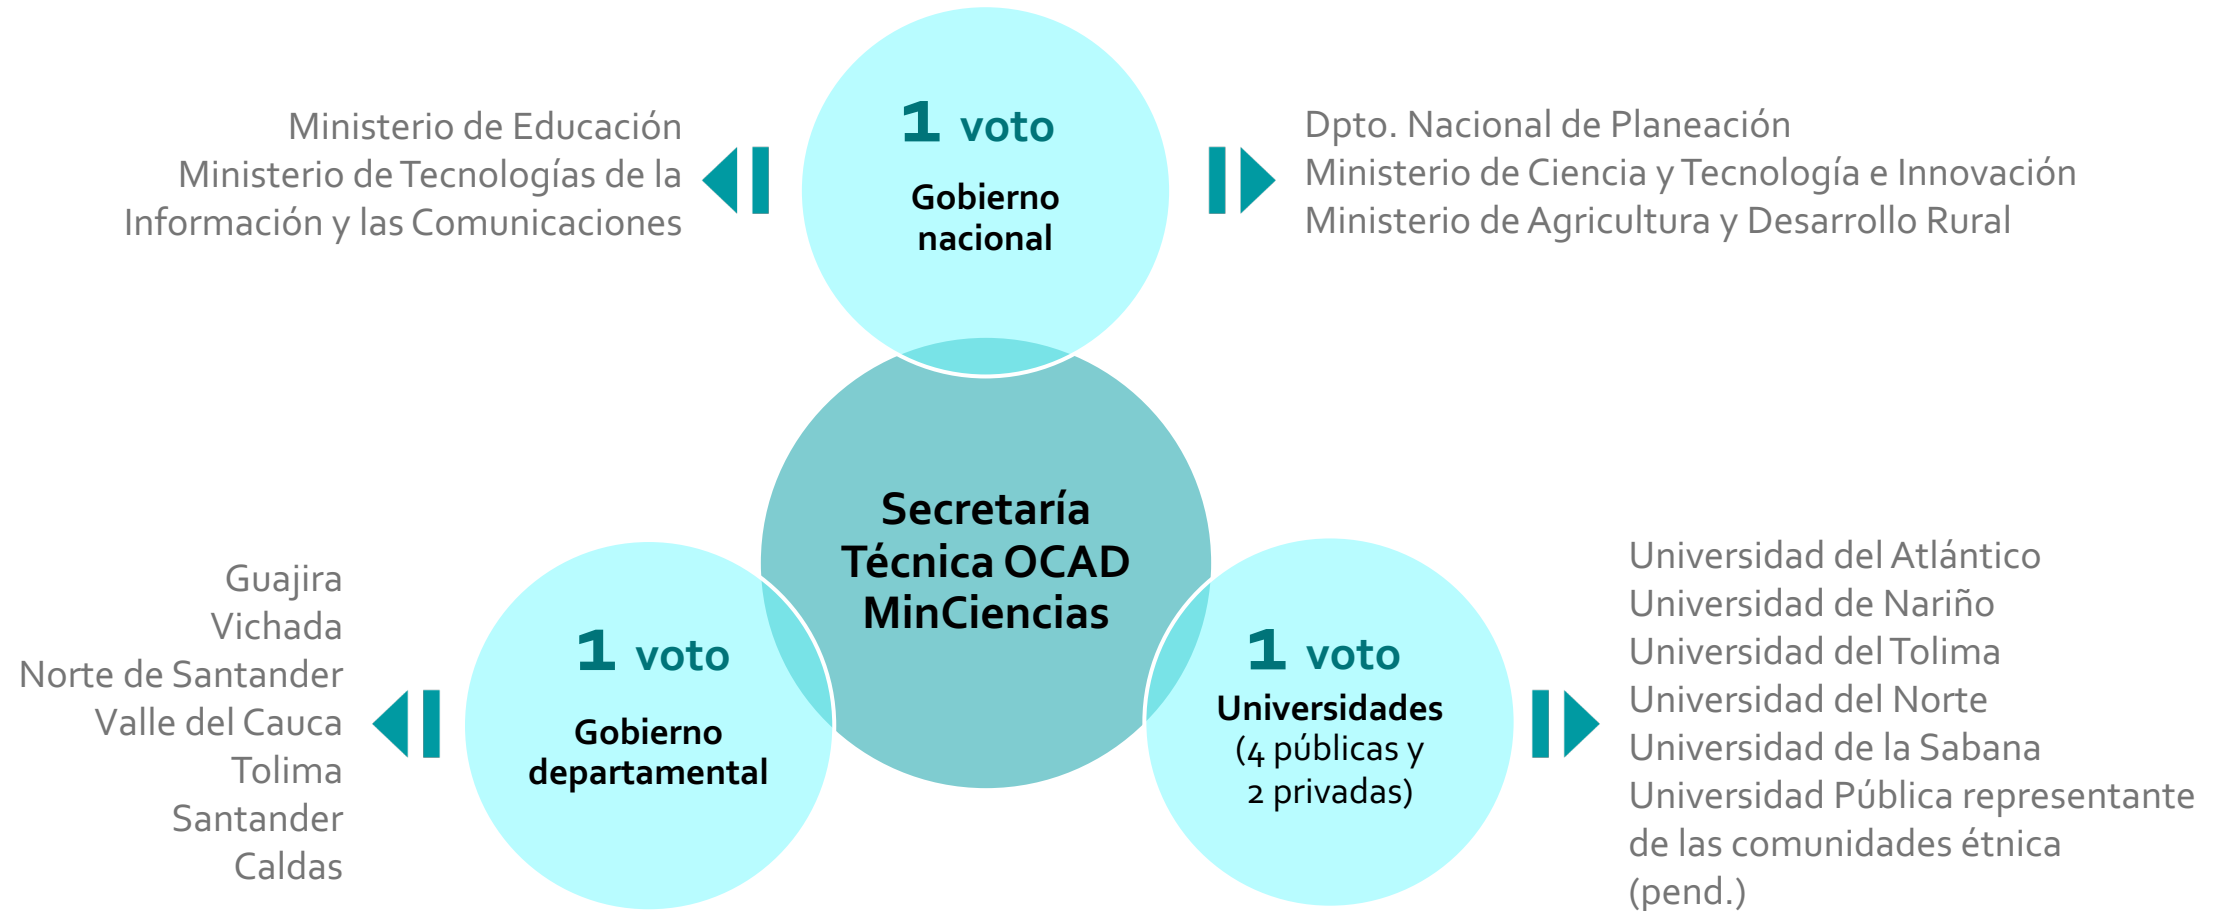 Ministerio de Educación
Ministerio de Tecnologías de la
Información y las Comunicaciones
1 voto
Gobierno
nacional
Dpto. Nacional de Planeación
Ministerio de Ciencia y Tecnología e Innovación
Ministerio de Agricultura y Desarrollo Rural
Secretaría
Técnica OCAD
MinCiencias
Guajira
Vichada
Norte de Santander
Valle del Cauca
Tolima
Santander
Caldas
1 voto
Gobierno
departamental
1 voto
Universidades
(4 públicas y
2 privadas)
Universidad del Atlántico
Universidad de Nariño
Universidad del Tolima
Universidad del Norte
Universidad de la Sabana
Universidad Pública representante
de las comunidades étnica
(pend.)